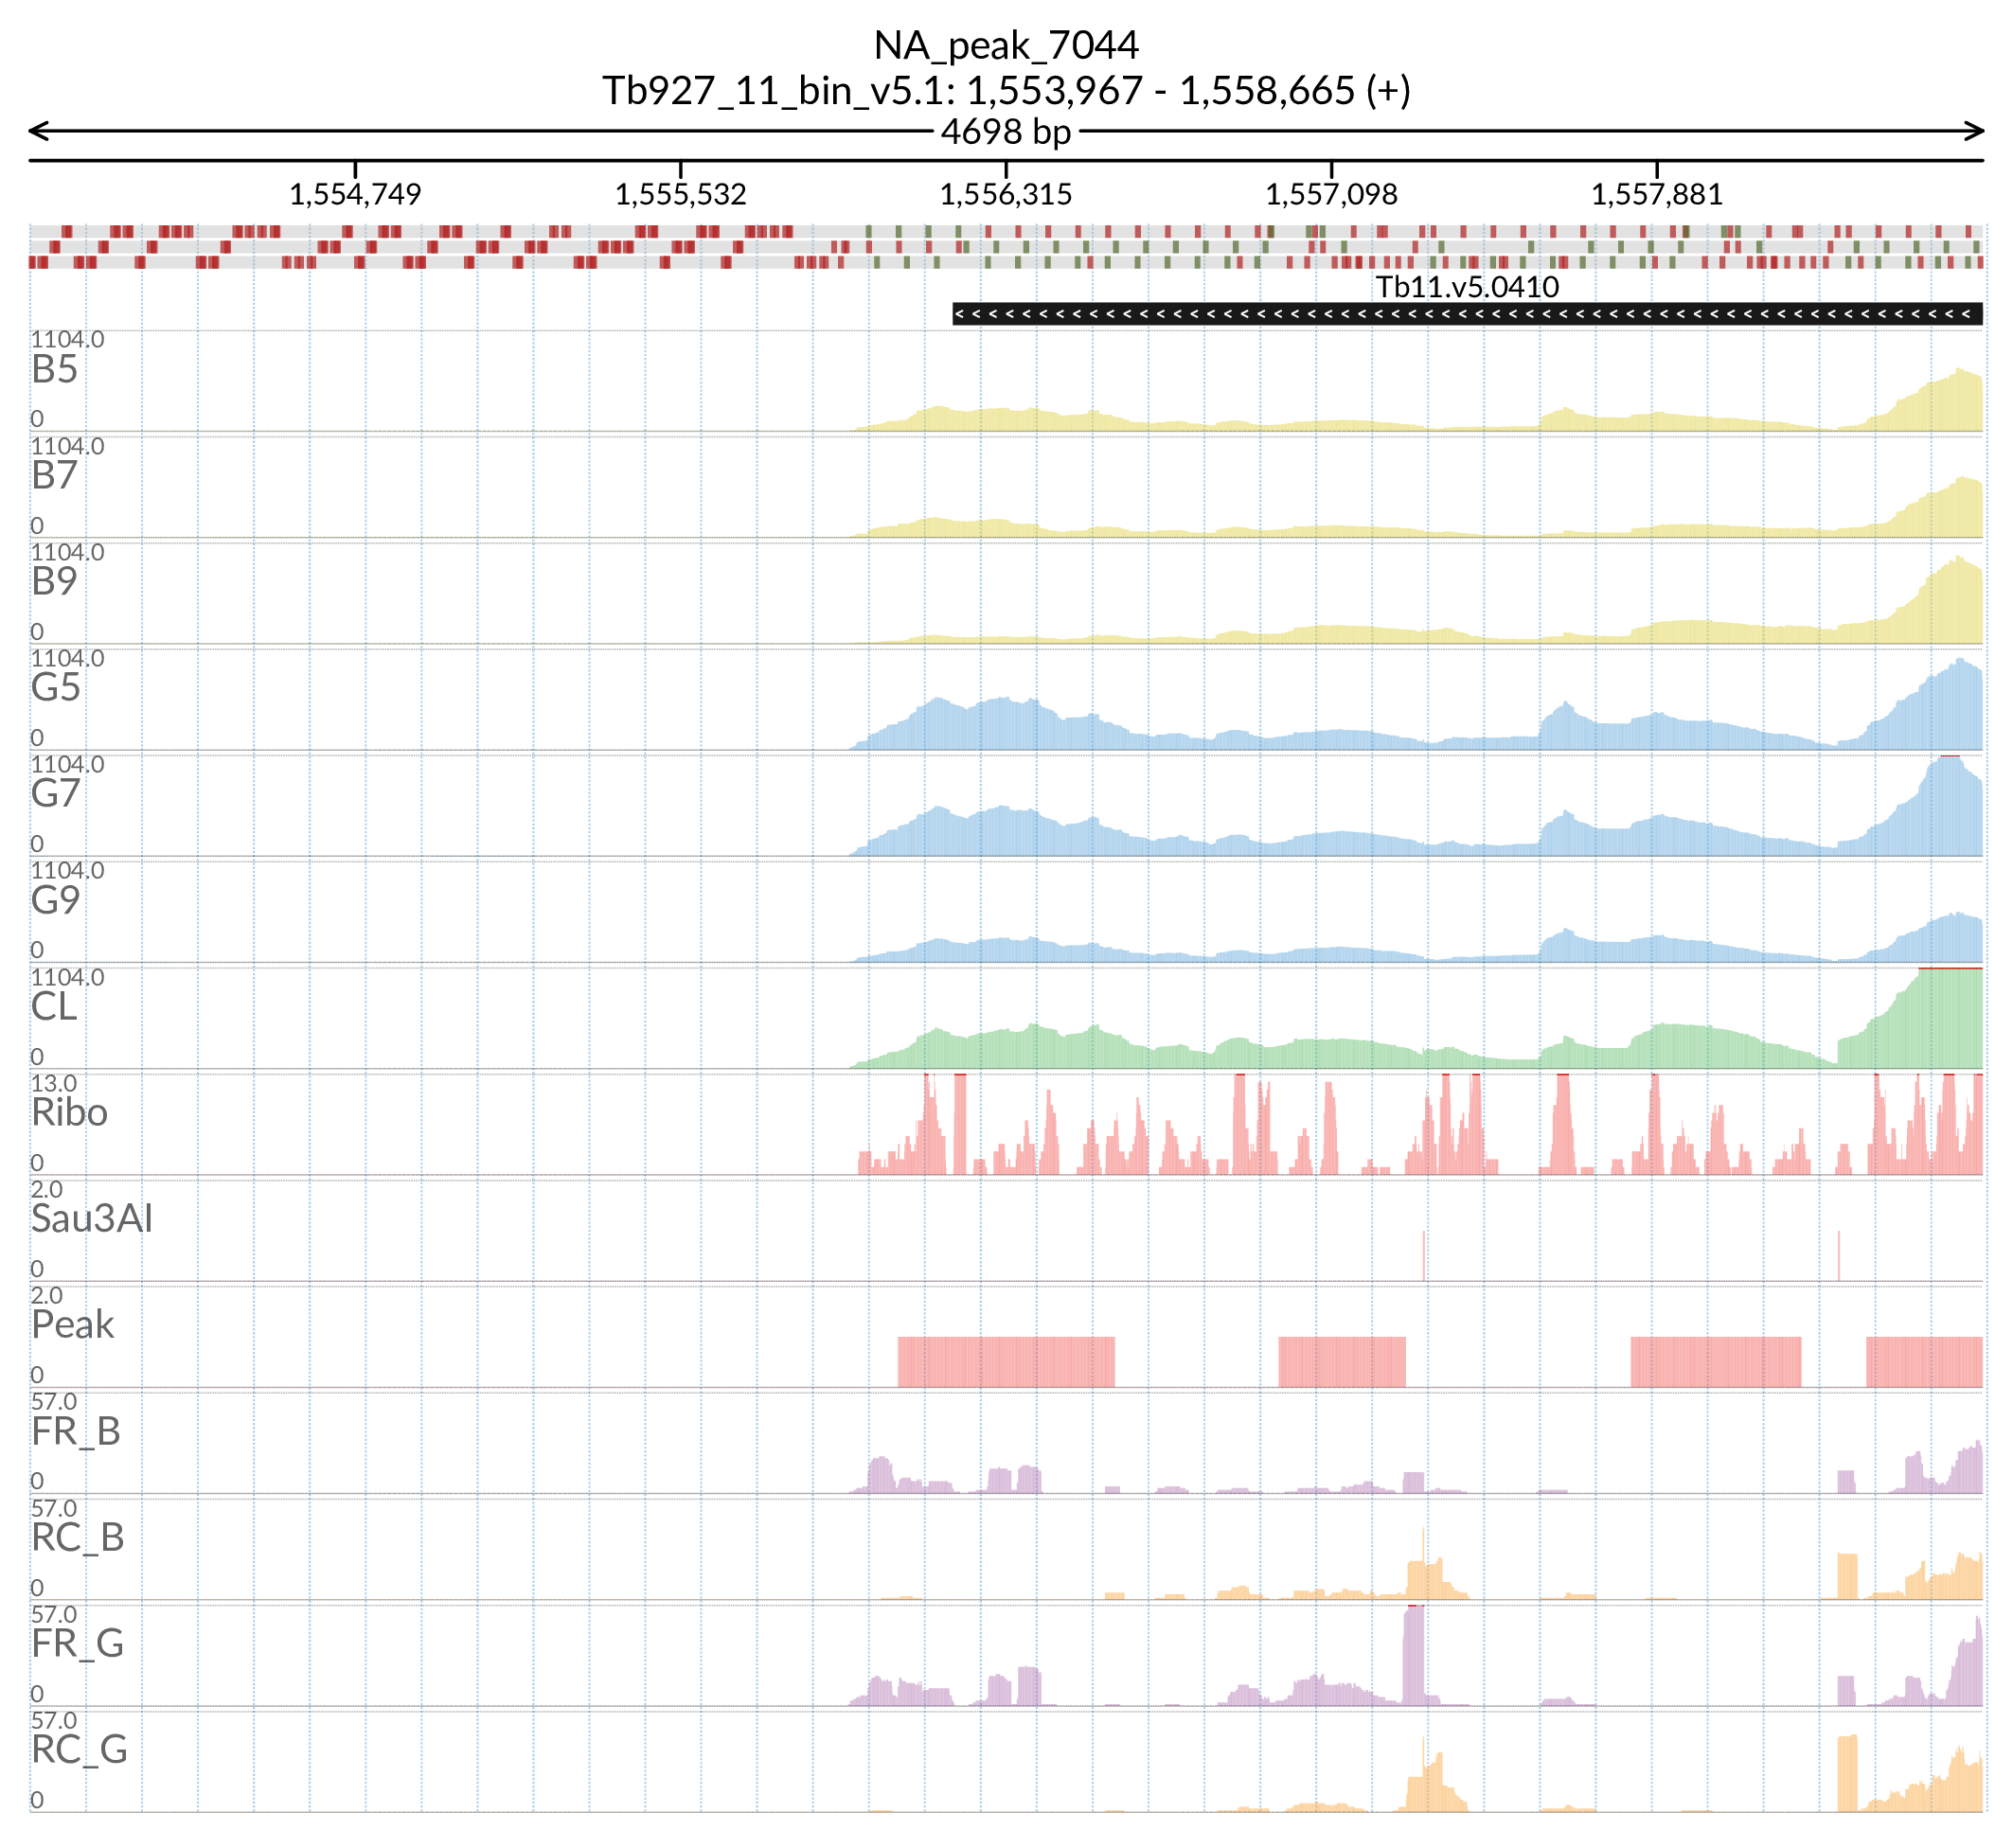 NA_peak_7044
Tb927_11_bin_v5.1: 1,553,967 - 1,558,665 (+)
4698 bp
1,554,749 1,555,532 1,556,315 1,557,098 1,557,881
Tb11.v5.0410
1104.0
B5
0
1104.0
B7
0
1104.0
B9
0
1104.0
G5
0
1104.0
G7
0
1104.0
G9
0
1104.0
CL
0
13.0
Ribo
0
2.0
Sau3AI
0
2.0
Peak
0
57.0
FR_B
0
57.0
RC_B
0
57.0
FR_G
0
57.0
RC_G
0